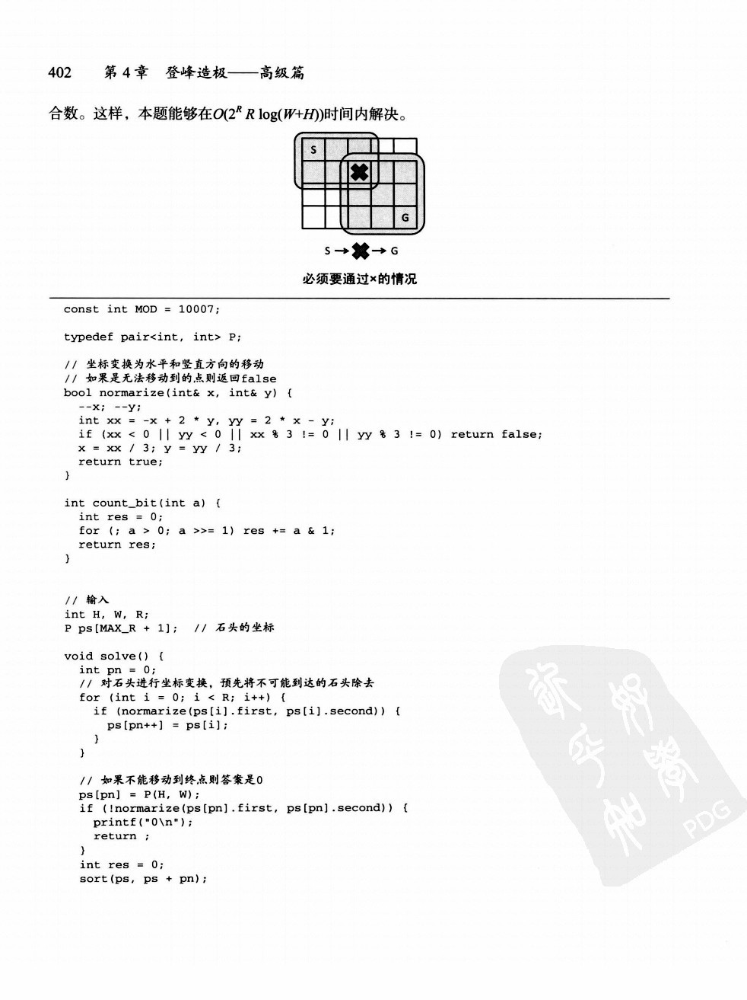 402 第4章 登峰造极——高级篇
合数。这样，本题能够在O(2^R R log(W+H))时间内解决。
S
G
S→✖→G
必须要通过×的情况
const int MOD = 10007;
typedef pair<int, int> P;
// 坐标变换为水平和竖直方向的移动
// 如果是无法移动到的点则返回false
bool normarize(int& x, int& y) {
--x; --y;
int xx = -x + 2 * y, yy = 2 * x - y;
if (xx < 0 || yy < 0 || xx % 3 != 0 || yy % 3 != 0) return false;
x = xx / 3; y = yy / 3;
return true;
}
int count_bit(int a) {
int res = 0;
for (; a > 0; a >>= 1) res += a & 1;
return res;
}
// 输入
int H, W, R;
P ps[MAX_R + 1]; // 石头的坐标
void solve() {
int pn = 0;
// 对石头进行坐标变换，预先将不可能到达的石头除去
for (int i = 0; i < R; i++) {
if (normarize(ps[i].first, ps[i].second)) {
ps[pn++] = ps[i];
}
}
// 如果不能移动到终点则答案是0
ps[pn] = P(H, W);
if (!normarize(ps[pn].first, ps[pn].second)) {
printf("0\n");
return ;
}
int res = 0;
sort(ps, ps + pn);
PDG